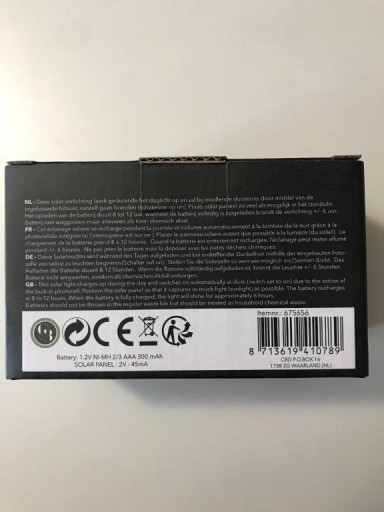 NL - Deze solar verlichting laadt gedurende het daglicht op en zal bij invallende duisternis door middel van de
ingebouwde fotocel, vanzelf gaan branden (schakelaar op on). Plaats solar paneel zo veel als mogelijk in het (zon)licht.
Het opladen van de batterij duurt 8 tot 12 uur, wanneer de batterij volledig is opgeladen brandt de verlichting +/- 6 uur.
Batterij niet weggooien maar inleveren als klein chemisch afval.
FR - Cet éclairage solaire se recharge pendant la journée et s'allume automatiquement à la tombée de la nuit grâce à la
photocellule intégrée (si l'interrupteur est sur on). Placer le panneau solaire autant que possible à la lumière (du soleil). Le
chargement de la batterie prend 8 à 12 heures. Quand la batterie est entièrement rechargée, l'éclairage peut rester allumé
pendant +/- 6 heures. Ne pas jeter la batterie mais la déposer avec les petits déchets chimiques.
DE - Diese Solarleuchte wird während des Tages aufgeladen und bei eintreffender Dunkelheit mithilfe der eingebauten Foto-
zelle automatisch eingeschaltet (Schalter auf on). Stellen Sie die Solarzelle so viel wie möglich ins (Sonnen-)Licht. Das
Aufladen der Batterie dauert 8 - 12 Stunden. Wenn die Batterie vollständig aufgeladen ist, brennt die Leuchte +/- 6
Stunden. Batterie nicht wegwerfen, sondern als chemischen Abfall entsorgen.
GB - This solar light charges up during the day and switches on automatically at dusk (switch set to on) due to the action of
the built in photocell. Position the solar panel so that it captures as much light (sunlight) as possible. The battery recharges
in 8 to 12 hours. When the battery is fully charged, the light will shine for approximately 6 hours.
Batteries should not be thrown in the regular waste bin but should be treated as household chemical waste.
CE
Itemnr.: 675656
8 713619 410789
Battery: 1,2V NI-MH 2/3 AAA 300 mAh
SOLAR PANEL : 2V - 45mA
CBD P.O.BOX 16
1738 ZG WAARLAND (NL)